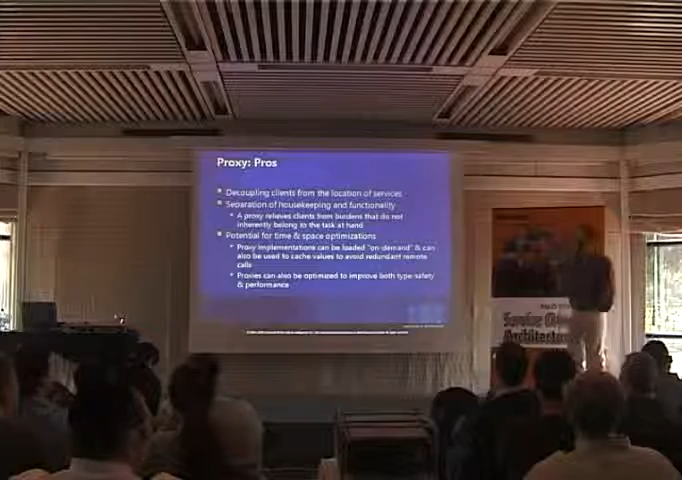 Proxy: Pros
Decoupling clients from the location of services
Separation of housekeeping and functionality
A proxy relieves clients from burdens that do not
inherently belong to the task at hand
Potential for time & space optimizations
Proxy implementations can be loaded "on-demand" & can
also be used to cache values to avoid redundant remote
calls
Proxies can also be optimized to improve both type-safety
& performance
Service
Architectu